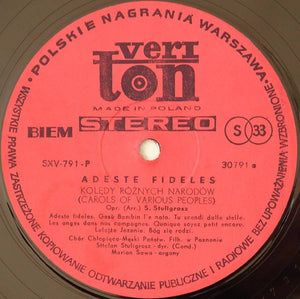 POLSKIE NAGRANIA WARSZAWA
veri
ton
MADE IN POLAND
BIEM STEREO S 33
SXV-791-P 30791 a
ADESTE FIDELES
KOLĘDY RÓŻNYCH NARODÓW
(CAROLS OF VARIOUS PEOPLES)
Opr. (Arr.) S. Stuligrosz
Adeste fideles. Gesù Bambin l'è nato. Tu scendi dalle stelle.
Les anges dans nos campagnes. Quonque ayesi petit encore.
Lulajże Jezuniu. Bóg się rodzi.
Chór Chłopięco-Męski Państw. Filh. w Poznaniu
Stefan Stuligrosz - dyr. (Cond.)
Marian Sawa - organy
WSZYSTKIE PRAWA ZASTRZEŻONE KOPIOWANIE ODTWARZANIE PUBLICZNE I RADIOWE BEZ UPOWAŻNIENIA WZBRONIONE